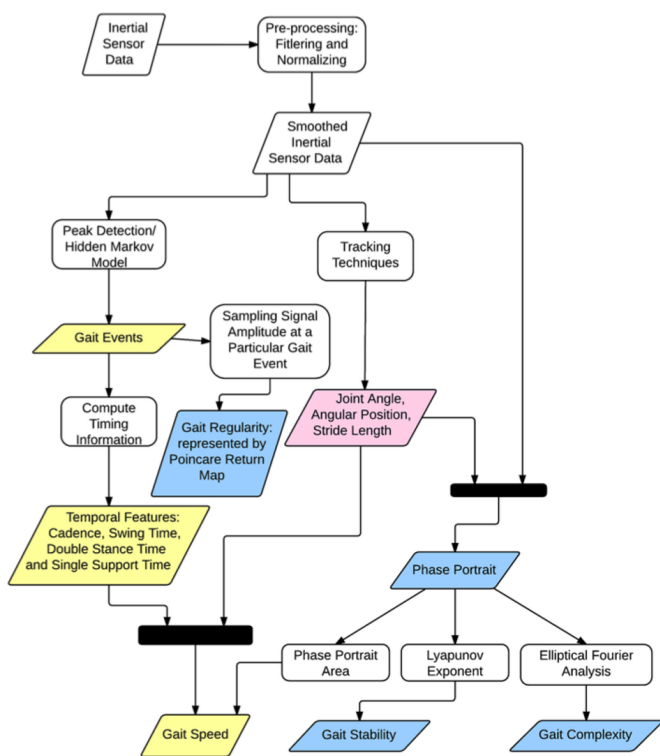 Inertial
Sensor
Data
Pre-processing:
Fitlering and
Normalizing
Smoothed
Inertial
Sensor Data
Peak Detection/
Hidden Markov
Model
Tracking
Techniques
Gait Events
Sampling Signal
Amplitude at a
Particular Gait
Event
Compute
Timing
Information
Gait Regularity:
represented by
Poincare Return
Map
Joint Angle,
Angular Position,
Stride Length
Temporal Features:
Cadence, Swing Time,
Double Stance Time
and Single Support Time
Phase Portrait
Phase Portrait
Area
Lyapunov
Exponent
Elliptical Fourier
Analysis
Gait Speed
Gait Stability
Gait Complexity